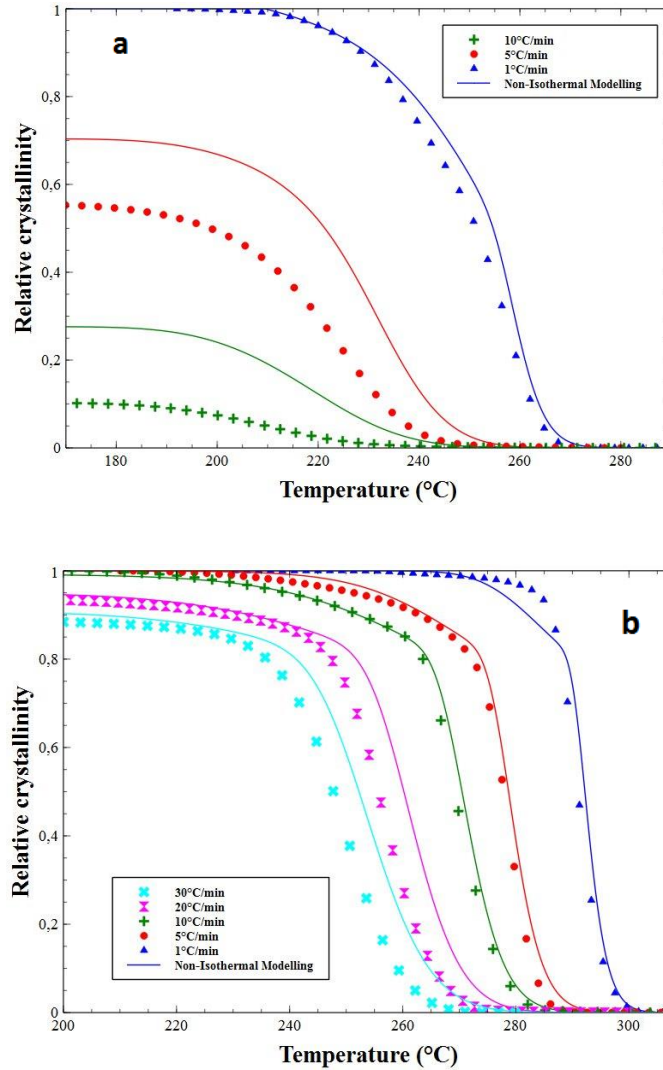 a
10°C/min
5°C/min
1°C/min
Non-Isothermal Modelling
Relative crystallinity
1
0,8
0,6
0,4
0,2
0
180
200
220
240
260
280
Temperature (°C)
b
Relative crystallinity
1
0,8
0,6
0,4
0,2
0
30°C/min
20°C/min
10°C/min
5°C/min
1°C/min
Non-Isothermal Modelling
200
220
240
260
280
300
Temperature (°C)